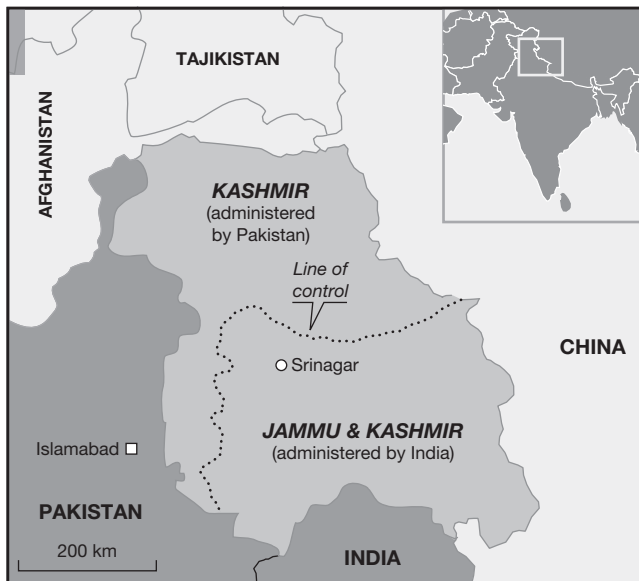 TAJIKISTAN
AFGHANISTAN
KASHMIR
(administered
by Pakistan)
Line of
control
CHINA
Srinagar
JAMMU & KASHMIR
(administered by India)
Islamabad
PAKISTAN
200 km
INDIA